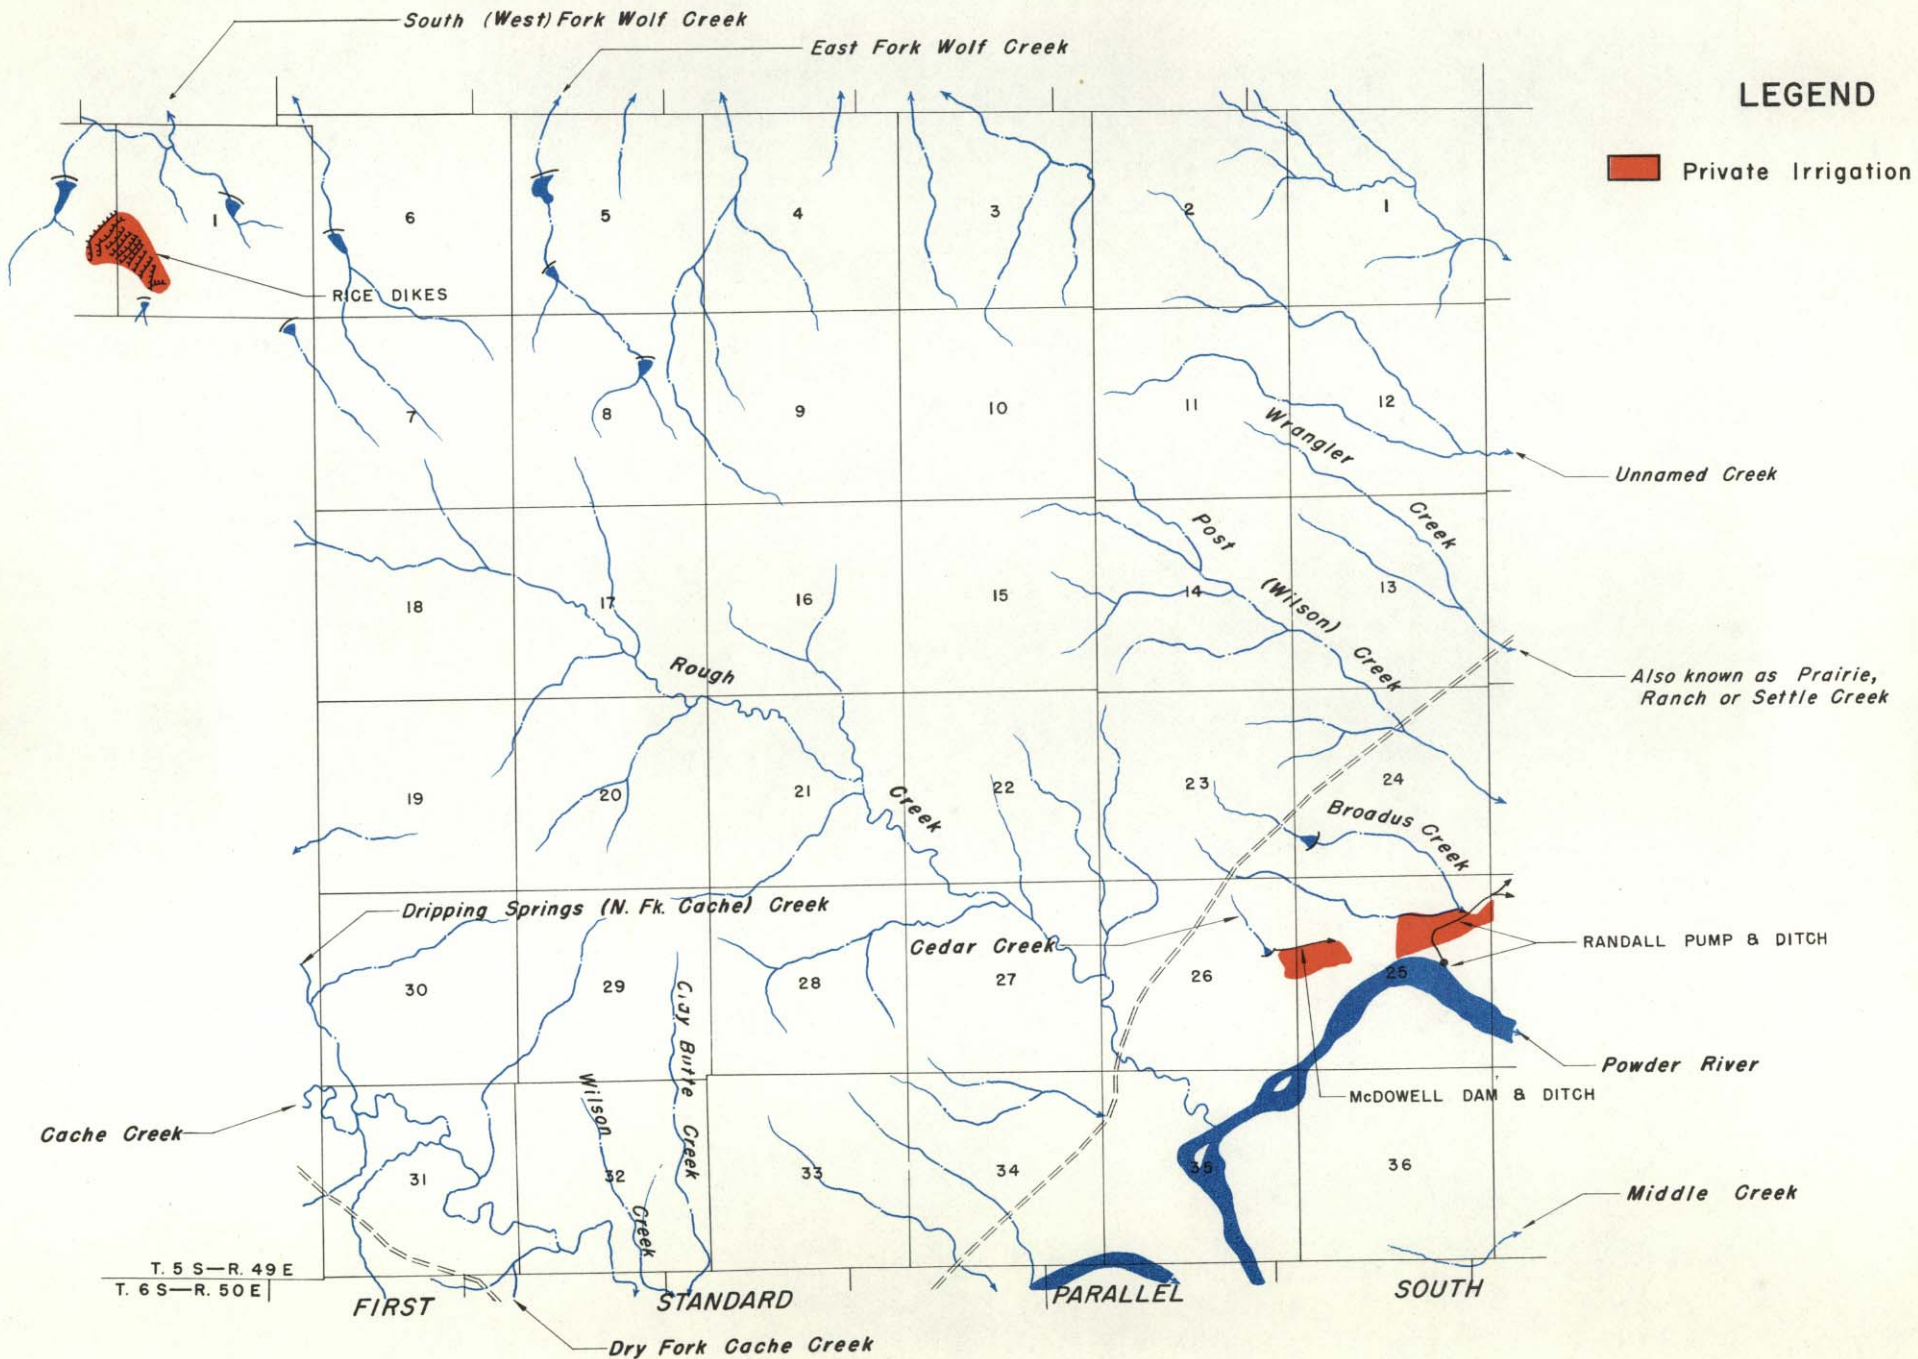 South (West) Fork Wolf Creek
East Fork Wolf Creek
LEGEND
Private Irrigation
1
6
5
4
3
2
1
RICE DIKES
7
8
9
10
11
12
Wrangler
Creek
Unnamed Creek
18
17
16
15
14
13
Post
(Wilson)
Creek
Rough
Creek
Also known as Prairie,
Ranch or Settle Creek
19
20
21
22
23
24
Broadus Creek
Dripping Springs (N. Fk. Cache) Creek
Cedar Creek
RANDALL PUMP & DITCH
30
29
28
27
26
25
Clay Butte Creek
Powder River
McDOWELL DAM & DITCH
Wilson
Creek
Cache Creek
31
32
33
34
35
36
Middle Creek
T. 5 S—R. 49 E
T. 6 S—R. 50 E
FIRST STANDARD PARALLEL SOUTH
Dry Fork Cache Creek